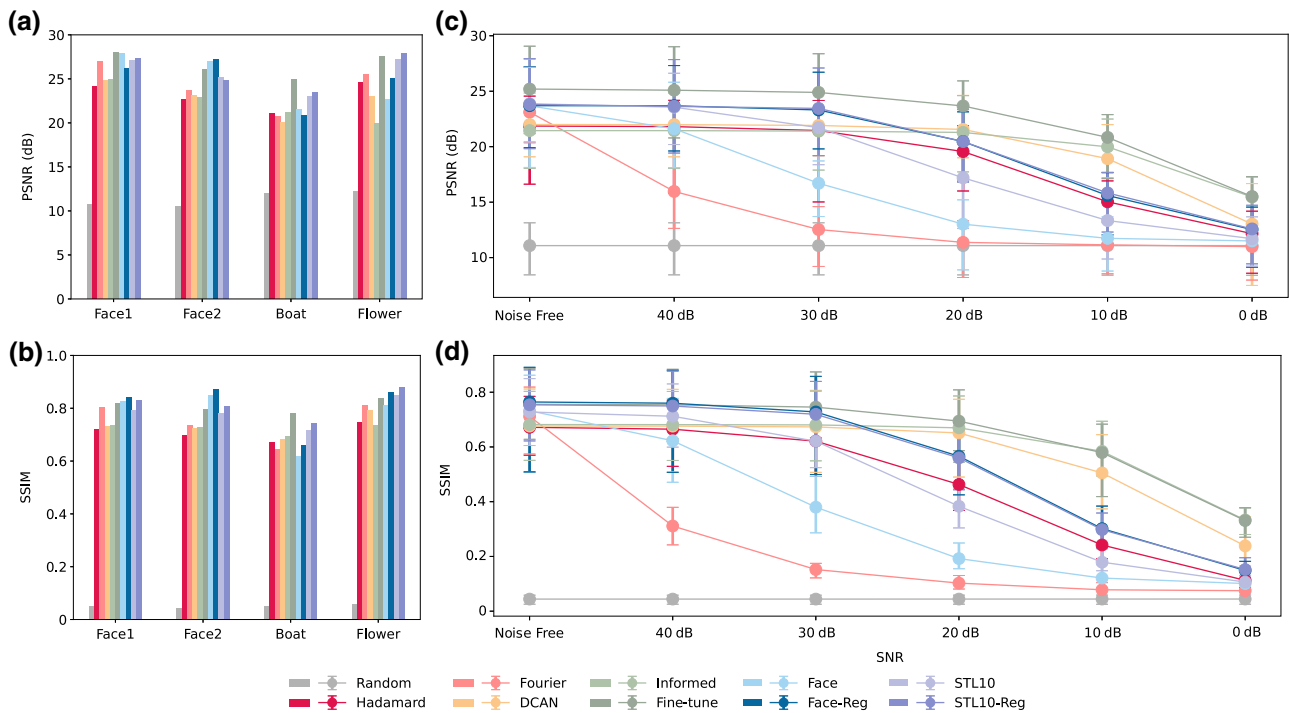 (a)
PSNR (dB)
30
25
20
15
10
5
0
Face1 Face2 Boat Flower
(b)
SSIM
1.0
0.8
0.6
0.4
0.2
0
Face1 Face2 Boat Flower
(c)
PSNR (dB)
30
25
20
15
10
Noise Free 40 dB 30 dB 20 dB 10 dB 0 dB
(d)
SSIM
0.8
0.6
0.4
0.2
0
Noise Free 40 dB 30 dB 20 dB 10 dB 0 dB
SNR
Random Fourier Informed Face STL10
Hadamard DCAN Fine-tune Face-Reg STL10-Reg